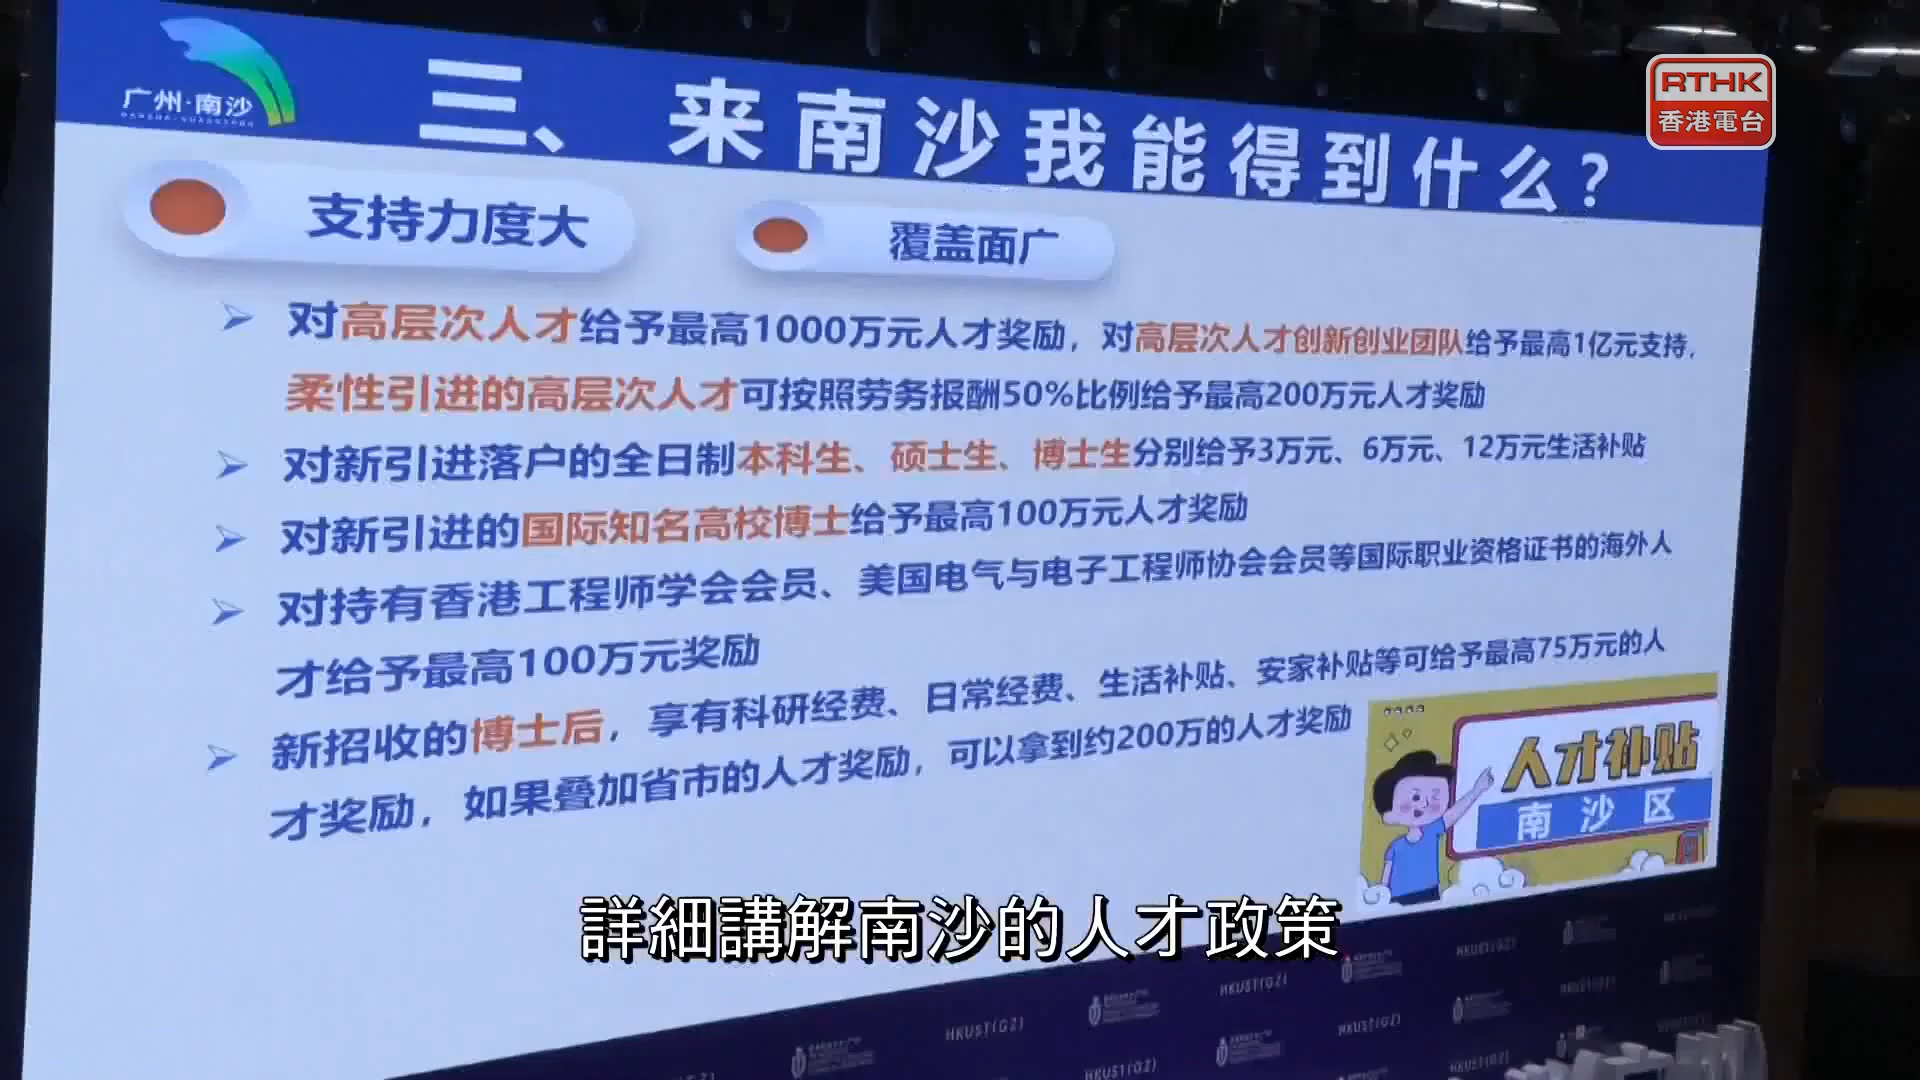 广州·南沙
三、来南沙我能得到什么?
RTHK
香港電台
支持力度大
覆盖面广
对高层次人才给予最高1000万元人才奖励，对高层次人才创新创业团队给予最高1亿元支持，
柔性引进的高层次人才可按照劳务报酬50%比例给予最高200万元人才奖励
对新引进落户的全日制本科生、硕士生、博士生分别给予3万元、6万元、12万元生活补贴
对新引进的国际知名高校博士给予最高100万元人才奖励
对持有香港工程师学会会员、美国电气与电子工程师协会会员等国际职业资格证书的海外人
才给予最高100万元奖励
新招收的博士后，享有科研经费、日常经费、生活补贴、安家补贴等可给予最高75万元的人
才奖励，如果叠加省市的人才奖励，可以拿到约200万的人才奖励
人才补贴
南沙区
詳細講解南沙的人才政策
HKUST(GZ)
HKUST(GZ)
HKUST(GZ)
HKUST(GZ)
HKUST(GZ)